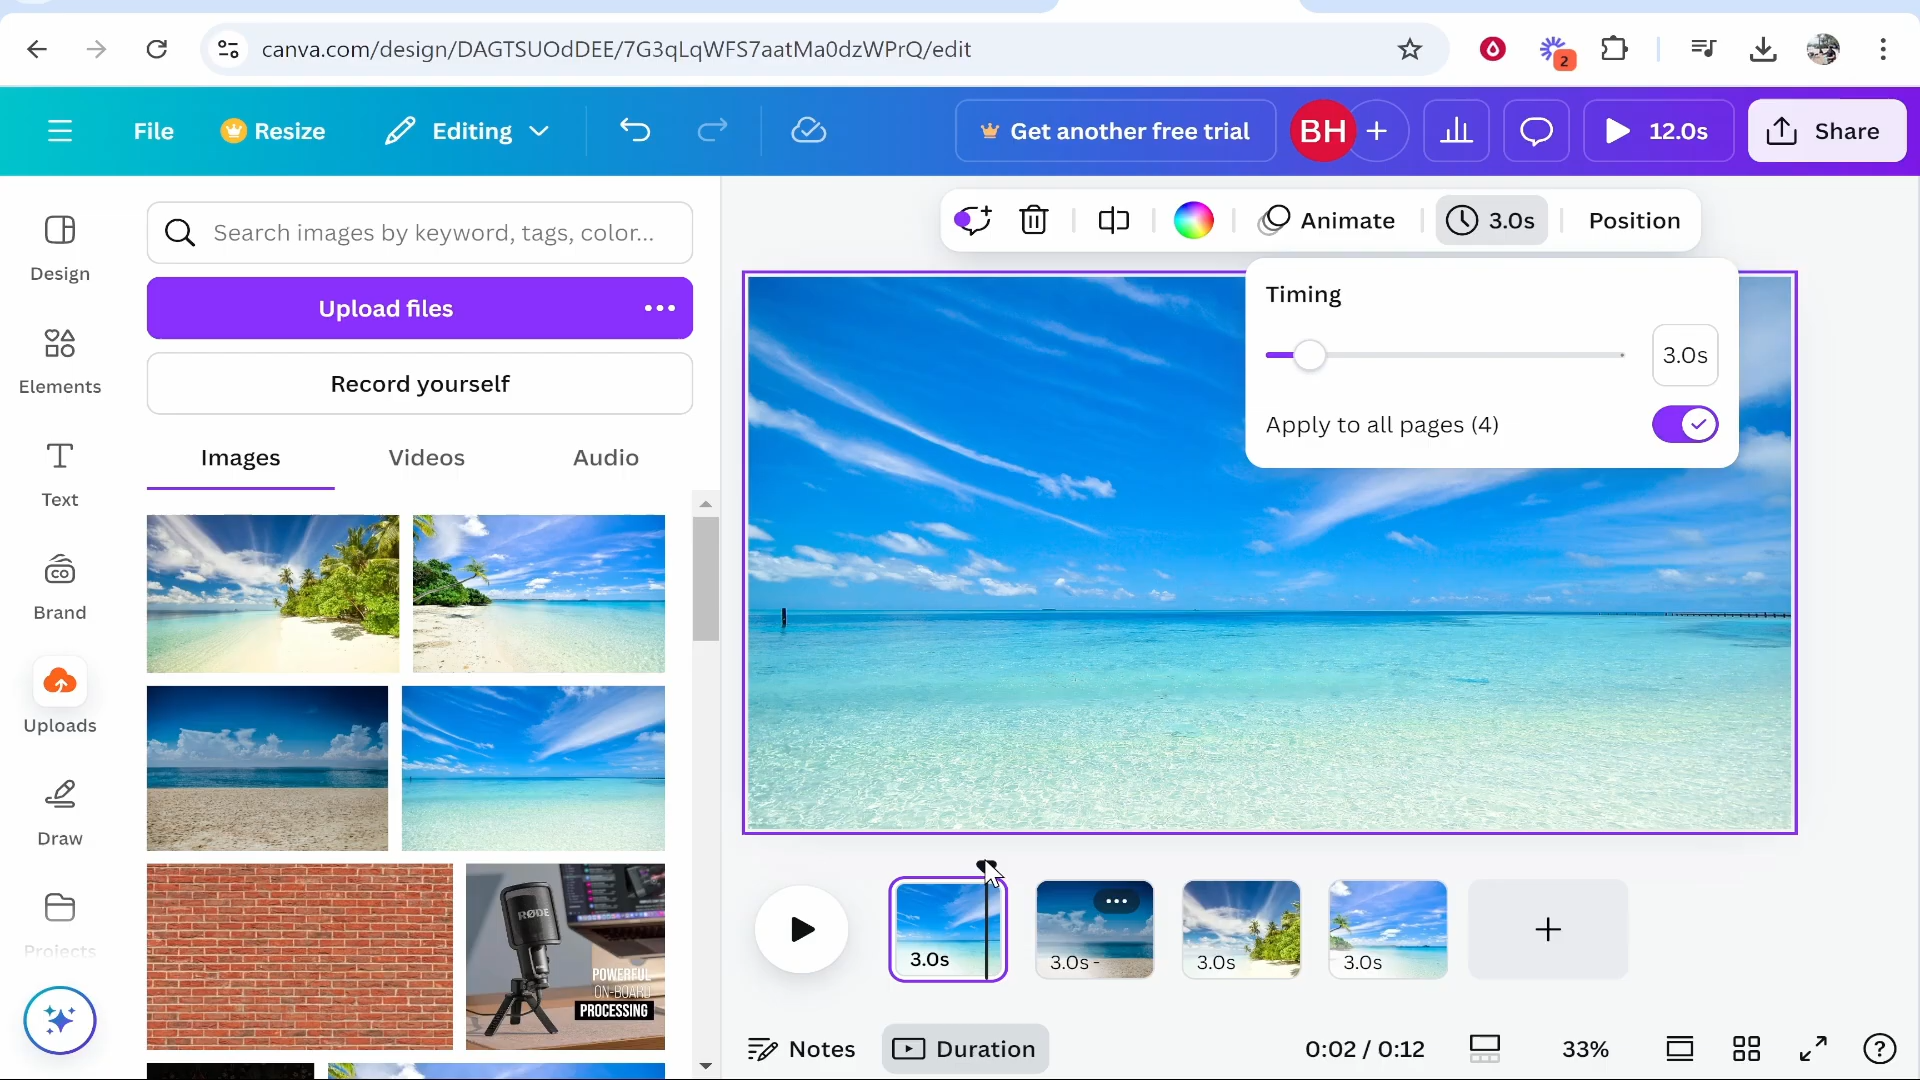 canva.com/design/DAGTSUOdDEE/7G3qLqWFS7aatMa0dzWPrQ/edit
2
File
Resize
Editing
Get another free trial
BH
+
12.0s
Share
Design
Elements
Text
Brand
CO
Uploads
Draw
Projects
Search images by keyword, tags, color...
Upload files
Record yourself
Images
Videos
Audio
RØDE
POWERFUL
ON-BOARD
PROCESSING
Animate
3.0s
Position
Timing
3.0s
Apply to all pages (4)
3.0s
3.0s -
3.0s
3.0s
+
Notes
Duration
0:02 / 0:12
33%
?